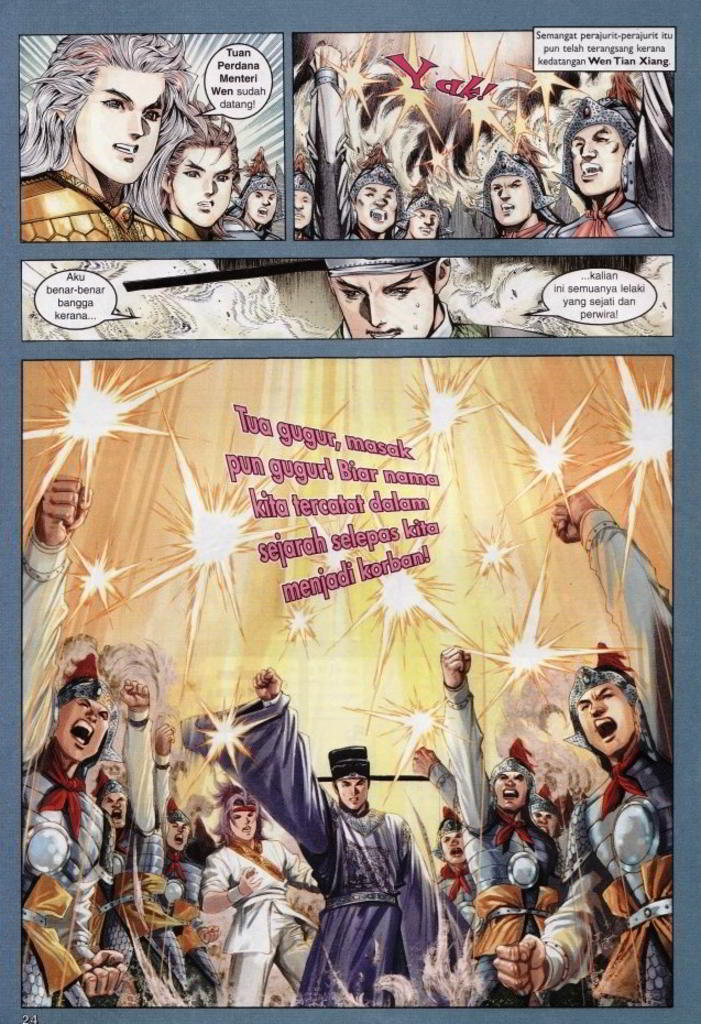 Tuan
Perdana
Menteri
Wen sudah
datang!
Semangat perajurit-perajurit itu
pun telah terangsang kerana
kedatangan Wen Tian Xiang.
Yak!
Aku
benar-benar
bangga
kerana...
...kalian
ini semuanya lelaki
yang sejati dan
perwira!
Tua gugur, masak
pun gugur! Biar nama
kita tercatat dalam
sejarah selepas kita
menjadi korban!
24